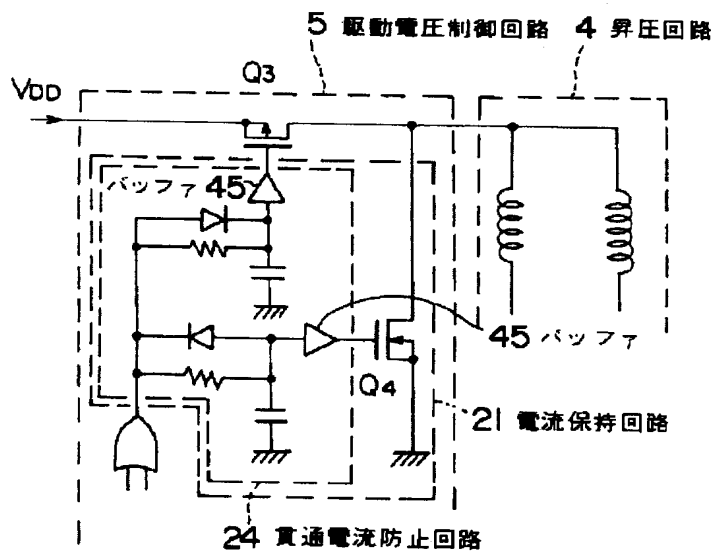 5 駆動電圧制御回路 4 昇圧回路
Q3
VDD
バッファ 45
45 バッファ
Q4
21 電流保持回路
24 貫通電流防止回路